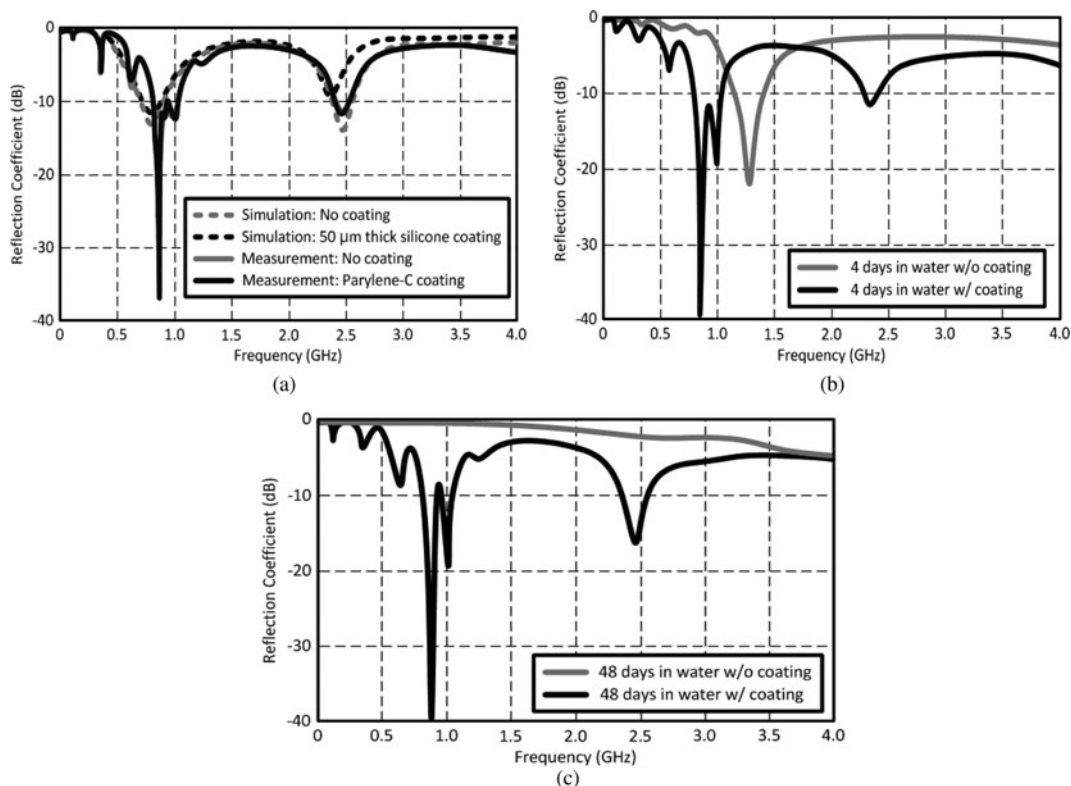 0
-10
-20
-30
-40
Reflection Coefficient (dB)
Simulation: No coating
Simulation: 50 µm thick silicone coating
Measurement: No coating
Measurement: Parylene-C coating
0 0.5 1.0 1.5 2.0 2.5 3.0 3.5 4.0
Frequency (GHz)
(a)
0
-10
-20
-30
-40
Reflection Coefficient (dB)
4 days in water w/o coating
4 days in water w/ coating
0 0.5 1.0 1.5 2.0 2.5 3.0 3.5 4.0
Frequency (GHz)
(b)
0
-10
-20
-30
-40
Reflection Coefficient (dB)
48 days in water w/o coating
48 days in water w/ coating
0 0.5 1.0 1.5 2.0 2.5 3.0 3.5 4.0
Frequency (GHz)
(c)